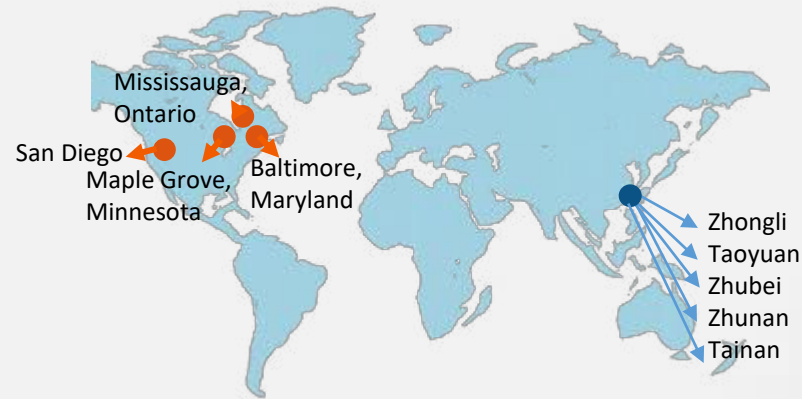 Mississauga,
Ontario
San Diego
Maple Grove,
Minnesota
Baltimore,
Maryland
Zhongli
Taoyuan
Zhubei
Zhunan
Tainan